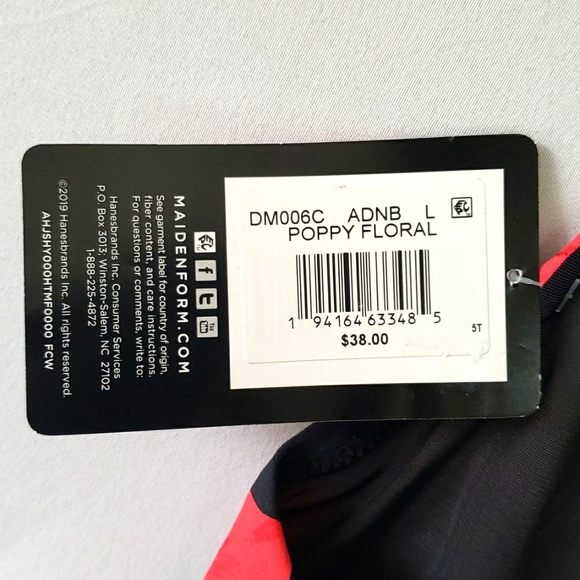 DM006C ADNB L
POPPY FLORAL
1 94164 63348 5
5T
$38.00
MAIDENFORM.COM
See garment label for country of origin,
fiber content, and care instructions.
For questions or comments, write to:
Hanesbrands Inc. Consumer Services
P.O. Box 3013, Winston-Salem, NC 27102
1-888-225-4872
©2019 Hanesbrands Inc. All rights reserved.
AHJSHY000HTMF0000 FCW